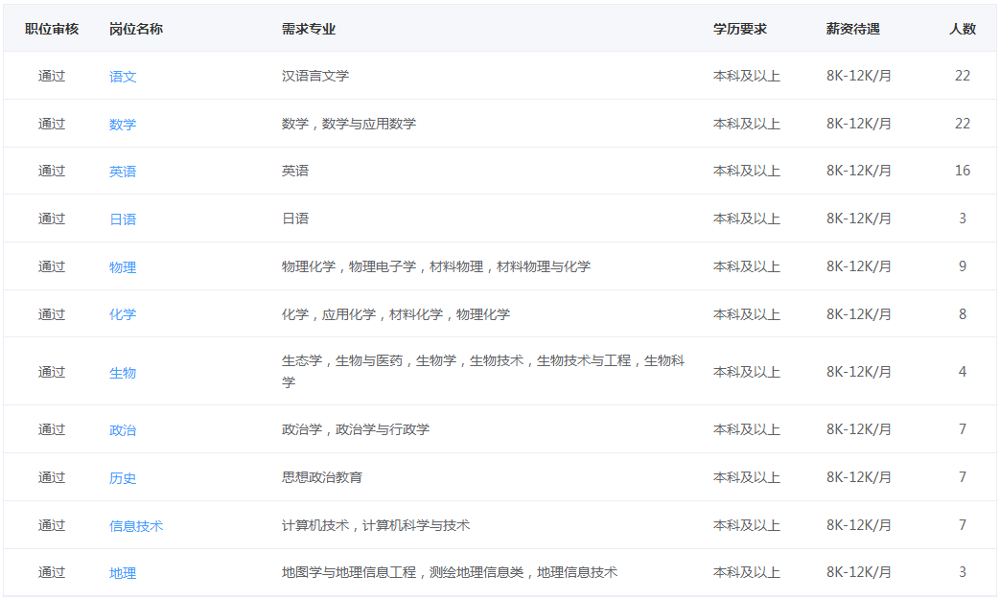 职位审核 岗位名称 需求专业 学历要求 薪资待遇 人数
通过 语文 汉语言文学 本科及以上 8K-12K/月 22
通过 数学 数学，数学与应用数学 本科及以上 8K-12K/月 22
通过 英语 英语 本科及以上 8K-12K/月 16
通过 日语 日语 本科及以上 8K-12K/月 3
通过 物理 物理化学，物理电子学，材料物理，材料物理与化学 本科及以上 8K-12K/月 9
通过 化学 化学，应用化学，材料化学，物理化学 本科及以上 8K-12K/月 8
通过 生物 生态学，生物与医药，生物学，生物技术，生物技术与工程，生物科 本科及以上 8K-12K/月 4
学
通过 政治 政治学，政治学与行政学 本科及以上 8K-12K/月 7
通过 历史 思想政治教育 本科及以上 8K-12K/月 7
通过 信息技术 计算机技术，计算机科学与技术 本科及以上 8K-12K/月 7
通过 地理 地图学与地理信息工程，测绘地理信息类，地理信息技术 本科及以上 8K-12K/月 3